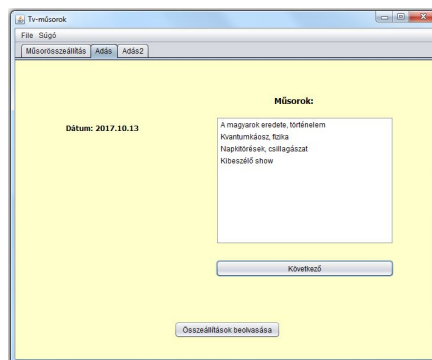 Tv-műsorok
File Súgó
Műsorösszeállítás Adás Adás2
Műsorok:
Dátum: 2017.10.13
A magyarok eredete, történelem
Kvantumkáosz, fizika
Napkitörések, csillagászat
Kibeszélő show
Következő
Összeállítások beolvasása